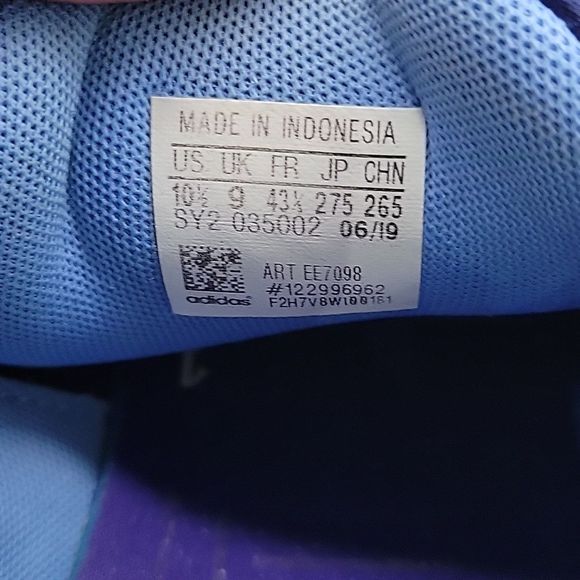 MADE IN INDONESIA
US UK FR JP CHN
10½ 9 43⅓ 275 265
SY2 035002 06/19
ART EE7098
#122996962
adidas F2H7V8W100161